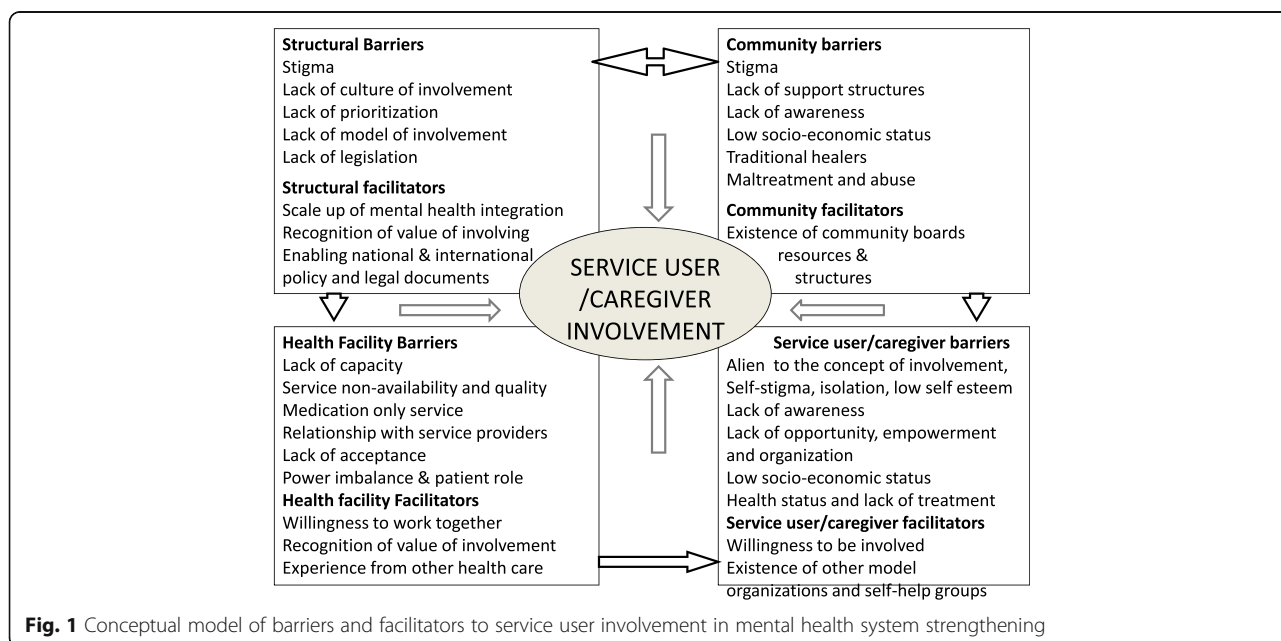 Structural Barriers
Stigma
Lack of culture of involvement
Lack of prioritization
Lack of model of involvement
Lack of legislation
Structural facilitators
Scale up of mental health integration
Recognition of value of involving
Enabling national & international
policy and legal documents
Community barriers
Stigma
Lack of support structures
Lack of awareness
Low socio-economic status
Traditional healers
Maltreatment and abuse
Community facilitators
Existence of community boards
resources &
structures
SERVICE USER
/CAREGIVER
INVOLVEMENT
Health Facility Barriers
Lack of capacity
Service non-availability and quality
Medication only service
Relationship with service providers
Lack of acceptance
Power imbalance & patient role
Health facility Facilitators
Willingness to work together
Recognition of value of involvement
Experience from other health care
Service user/caregiver barriers
Alien to the concept of involvement,
Self-stigma, isolation, low self esteem
Lack of awareness
Lack of opportunity, empowerment
and organization
Low socio-economic status
Health status and lack of treatment
Service user/caregiver facilitators
Willingness to be involved
Existence of other model
organizations and self-help groups
Fig. 1 Conceptual model of barriers and facilitators to service user involvement in mental health system strengthening